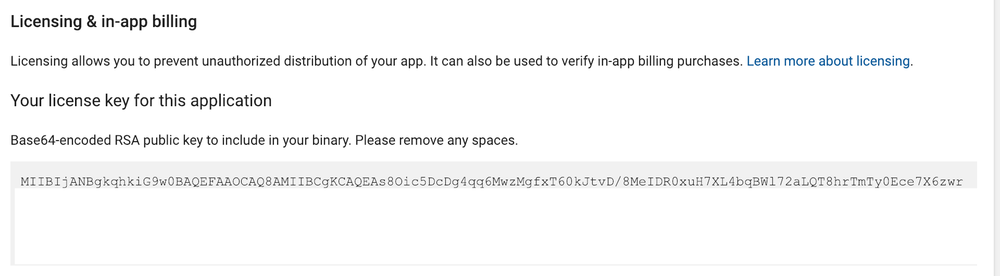 Licensing & in-app billing
Licensing allows you to prevent unauthorized distribution of your app. It can also be used to verify in-app billing purchases. Learn more about licensing.
Your license key for this application
Base64-encoded RSA public key to include in your binary. Please remove any spaces.
MIIBIjANBgkqhkiG9w0BAQEFAAOCAQ8AMIIBCgKCAQEAs8Oic5DcDg4qq6MwzMgfxT60kJtvD/8MeIDR0xuH7XL4bqBWl72aLQT8hrTmTy0Ece7X6zwr